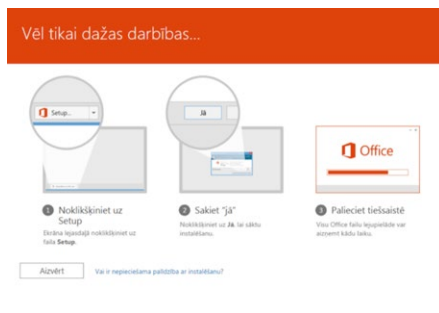 Vēl tikai dažas darbības...
Setup...
Jā
Office
1 Noklikšķiniet uz
Setup
Ekrāna lejasdaļā noklikšķiniet uz
faila Setup.
2 Sakiet "jā"
Noklikšķiniet uz Jā, lai sāktu
instalēšanu.
3 Palieciet tiešsaistē
Visu Office failu lejupielāde var
aizņemt kādu laiku.
Aizvērt
Vai ir nepieciešama palīdzība ar instalēšanu?